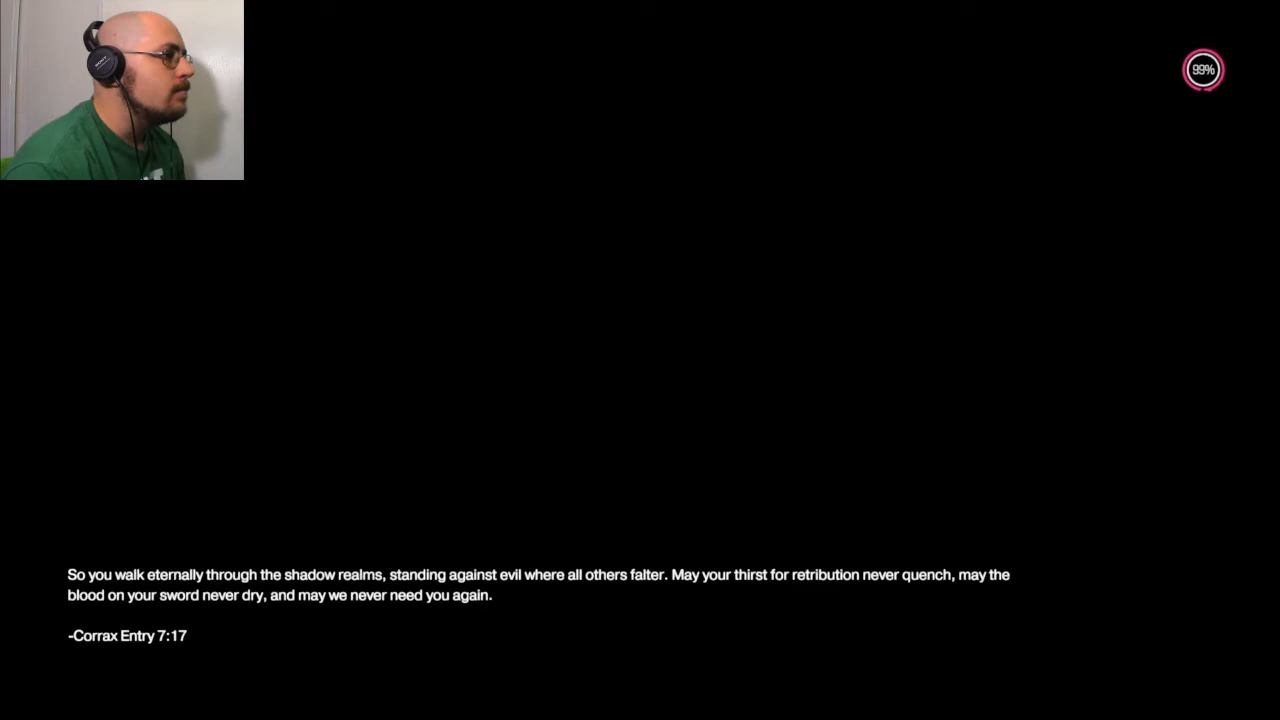 99%
So you walk eternally through the shadow realms, standing against evil where all others falter. May your thirst for retribution never quench, may the
blood on your sword never dry, and may we never need you again.
-Corrax Entry 7:17